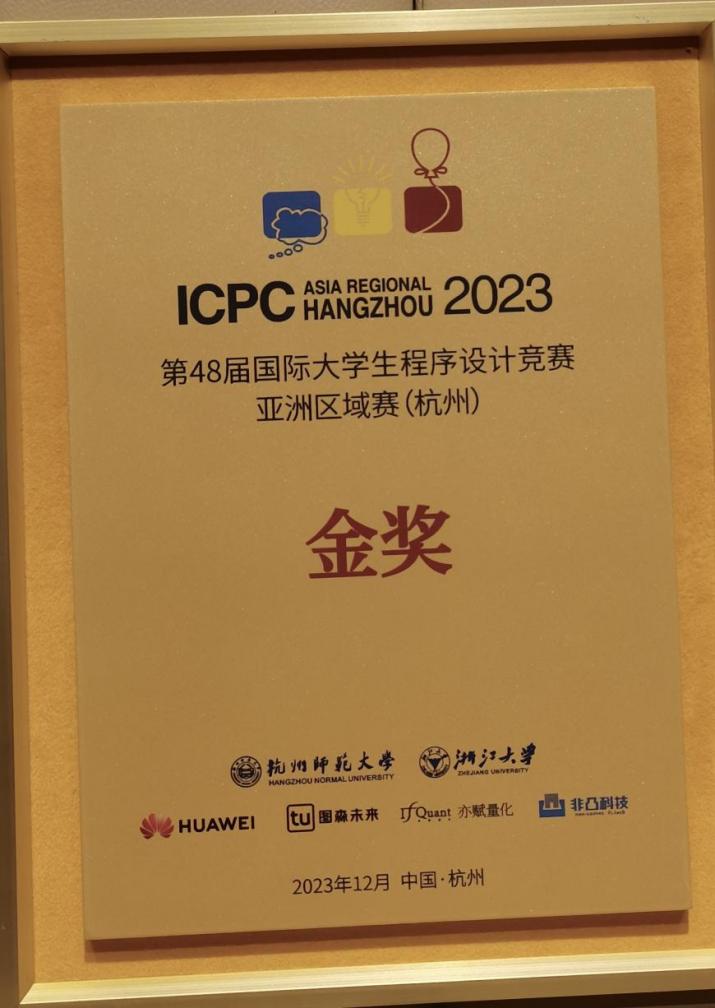 ICPC ASIA REGIONAL HANGZHOU 2023
第48届国际大学生程序设计竞赛
亚洲区域赛(杭州)
金奖
杭州师范大学 HANGZHOU NORMAL UNIVERSITY 浙江大学 ZHEJIANG UNIVERSITY
HUAWEI tu 图森未来 IfQuant 亦赋量化 非凸科技
2023年12月 中国·杭州